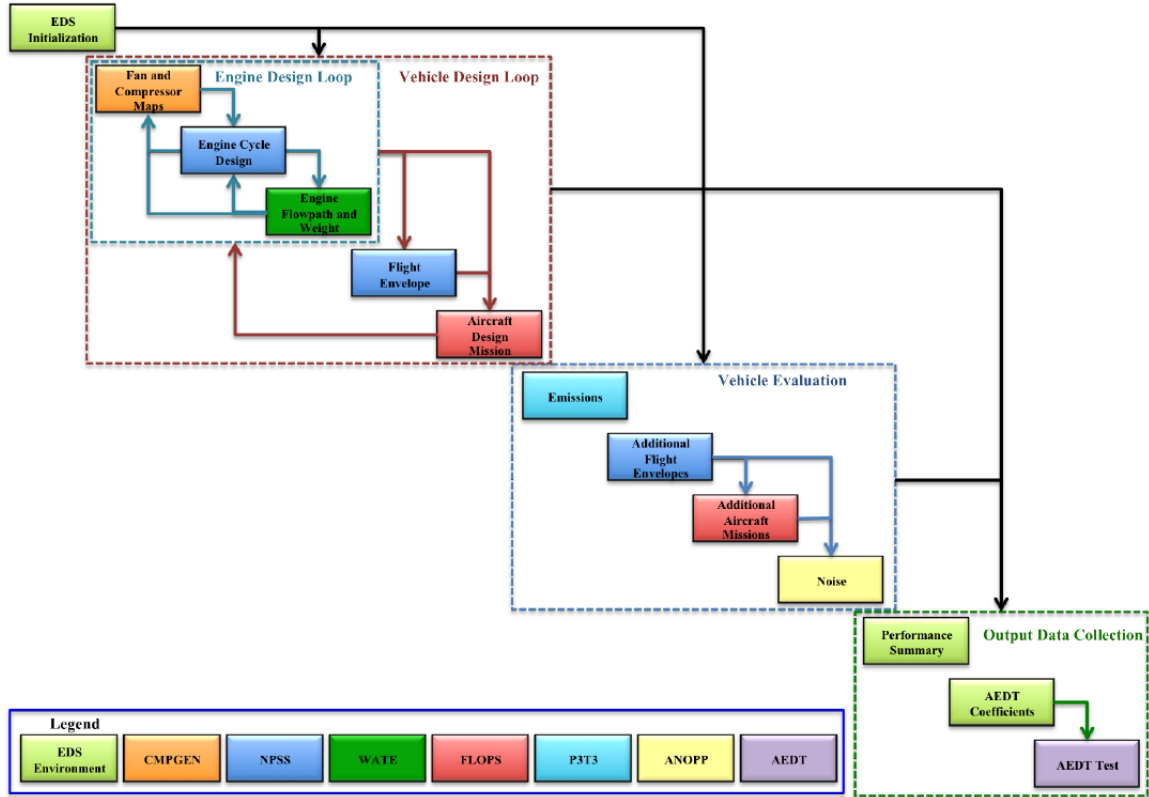 EDS
Initialization
Engine Design Loop
Vehicle Design Loop
Fan and
Compressor
Maps
Engine Cycle
Design
Engine
Flowpath and
Weight
Flight
Envelope
Aircraft
Design
Mission
Vehicle Evaluation
Emissions
Additional
Flight
Envelopes
Additional
Aircraft
Missions
Noise
Performance
Summary
Output Data Collection
AEDT
Coefficients
AEDT Test
Legend
EDS
Environment
CMPGEN
NPSS
WATE
FLOPS
P3T3
ANOPP
AEDT